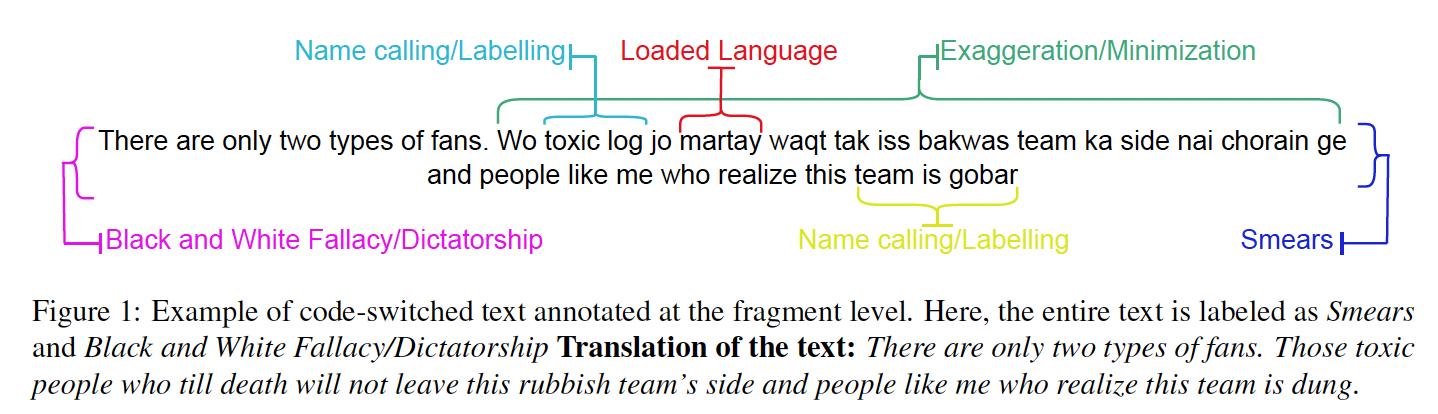 Name calling/Labelling Loaded Language Exaggeration/Minimization
There are only two types of fans. Wo toxic log jo martay waqt tak iss bakwas team ka side nai chorain ge
and people like me who realize this team is gobar
Black and White Fallacy/Dictatorship Name calling/Labelling Smears
Figure 1: Example of code-switched text annotated at the fragment level. Here, the entire text is labeled as Smears
and Black and White Fallacy/Dictatorship Translation of the text: There are only two types of fans. Those toxic
people who till death will not leave this rubbish team's side and people like me who realize this team is dung.